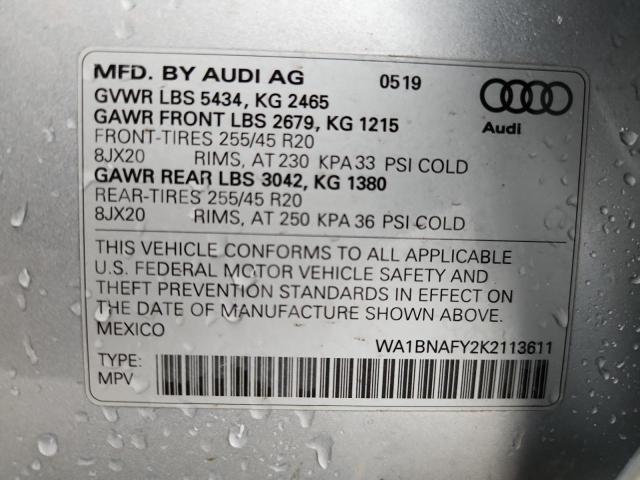 MFD. BY AUDI AG 0519
GVWR LBS 5434, KG 2465
GAWR FRONT LBS 2679, KG 1215
Audi
FRONT-TIRES 255/45 R20
8JX20 RIMS, AT 230 KPA 33 PSI COLD
GAWR REAR LBS 3042, KG 1380
REAR-TIRES 255/45 R20
8JX20 RIMS, AT 250 KPA 36 PSI COLD
THIS VEHICLE CONFORMS TO ALL APPLICABLE
U.S. FEDERAL MOTOR VEHICLE SAFETY AND
THEFT PREVENTION STANDARDS IN EFFECT ON
THE DATE OF MANUFACTURE SHOWN ABOVE.
MEXICO
WA1BNAFY2K2113611
TYPE:
MPV